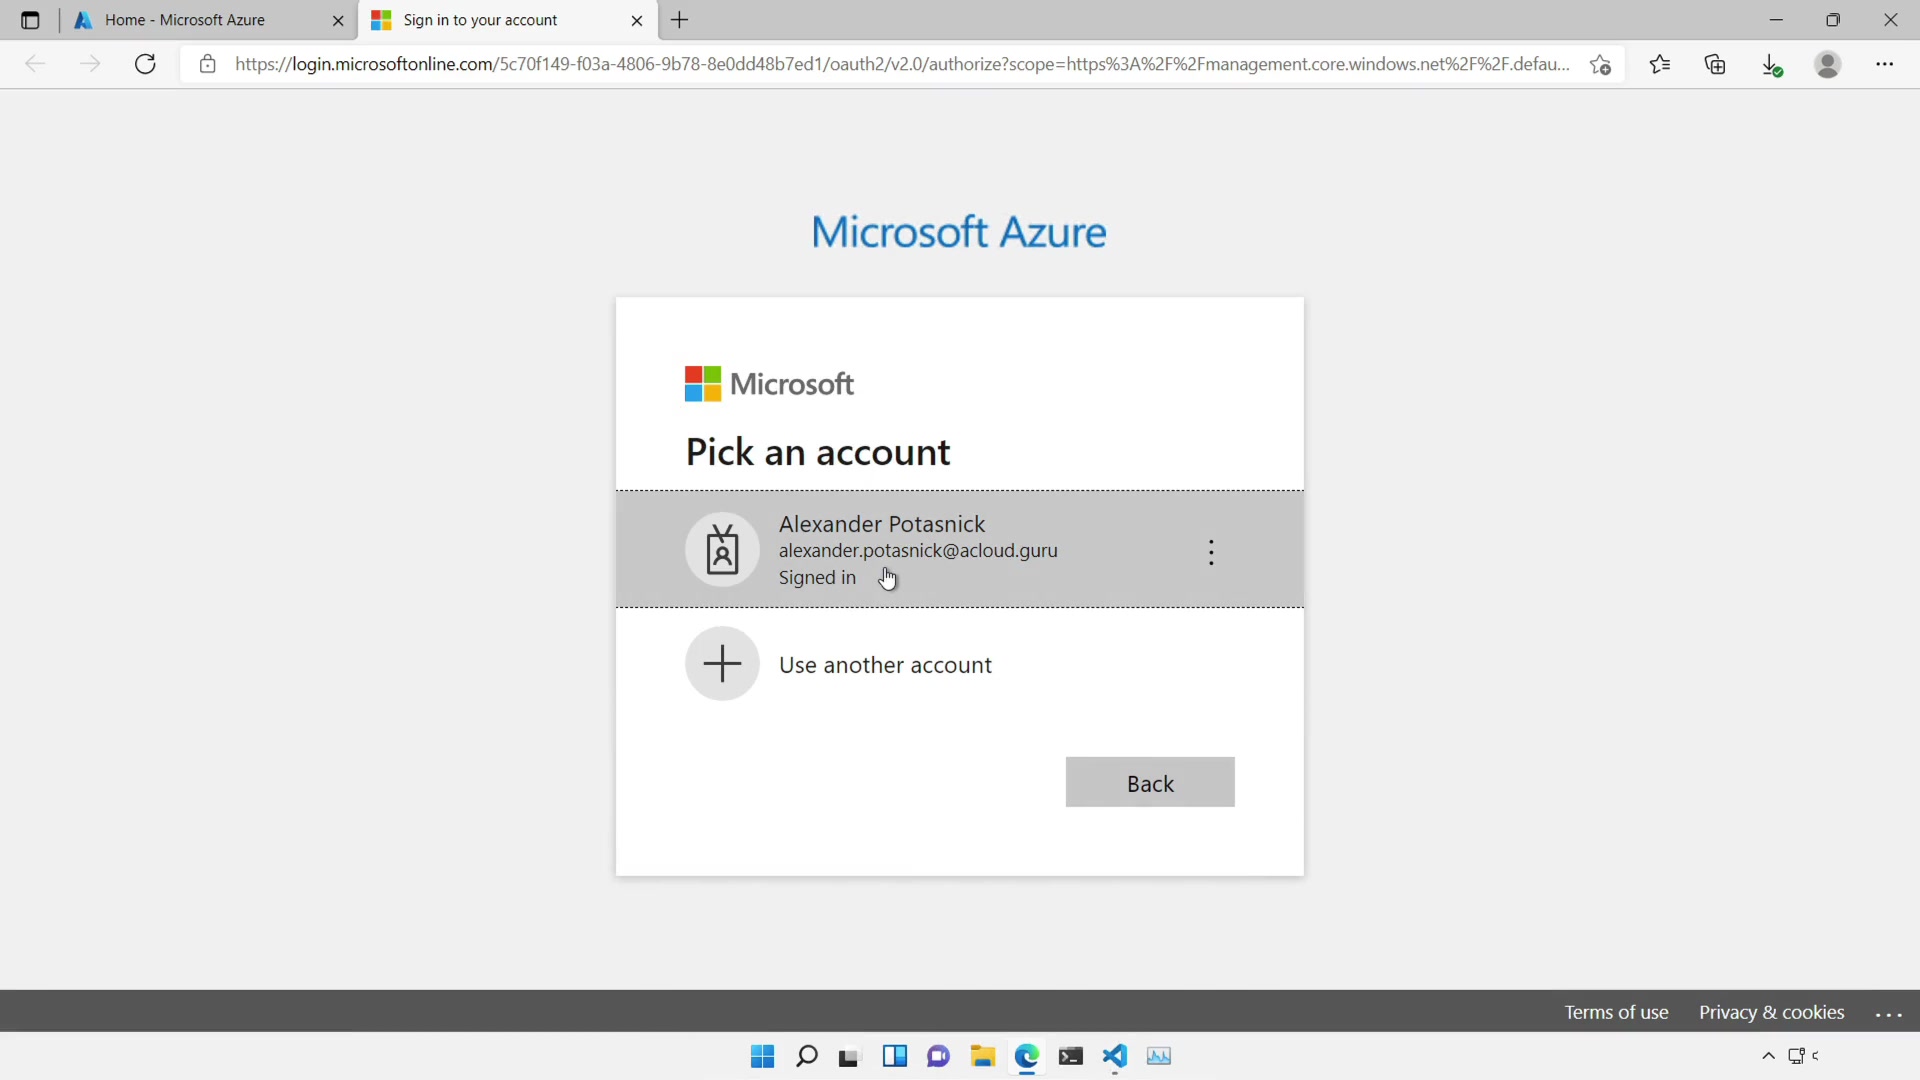 Home - Microsoft Azure
Sign in to your account
https://login.microsoftonline.com/5c70f149-f03a-4806-9b78-8e0dd48b7ed1/oauth2/v2.0/authorize?scope=https%3A%2F%2Fmanagement.core.windows.net%2F%2F.defau...
Microsoft Azure
Microsoft
Pick an account
Alexander Potasnick
alexander.potasnick@acloud.guru
Signed in
Use another account
Back
Terms of use
Privacy & cookies